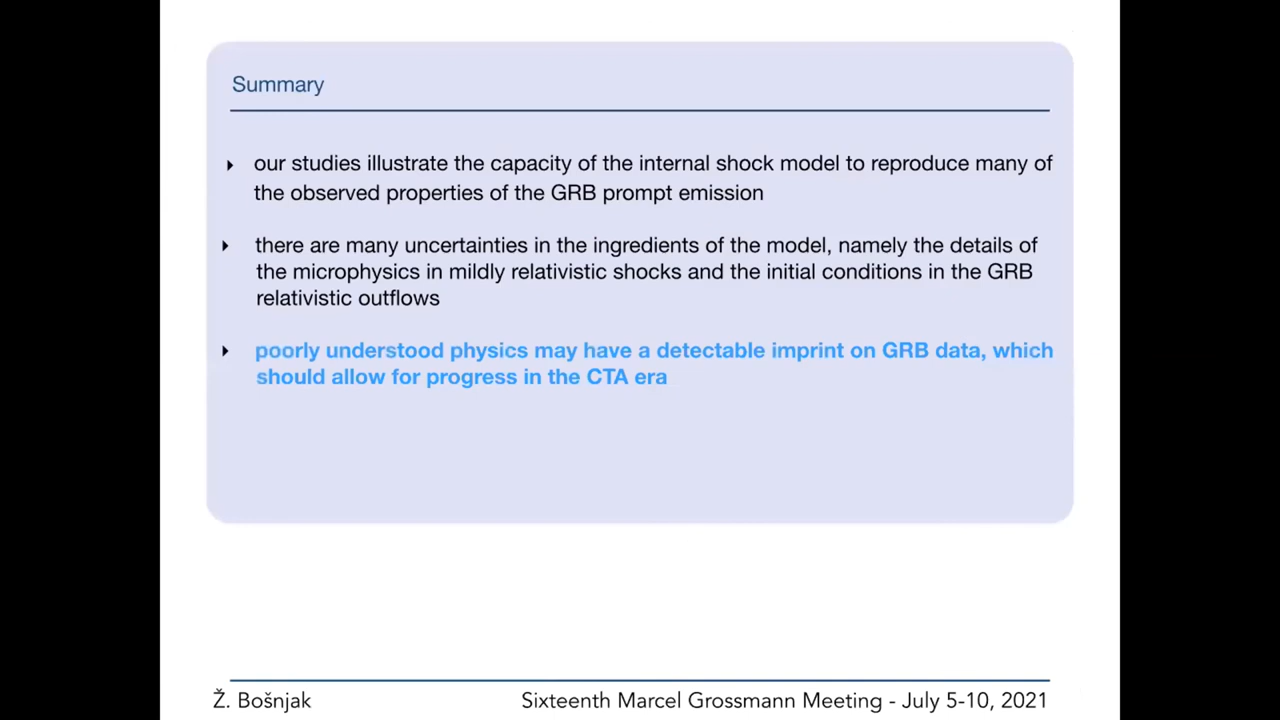 Summary
our studies illustrate the capacity of the internal shock model to reproduce many of
the observed properties of the GRB prompt emission
there are many uncertainties in the ingredients of the model, namely the details of
the microphysics in mildly relativistic shocks and the initial conditions in the GRB
relativistic outflows
poorly understood physics may have a detectable imprint on GRB data, which
should allow for progress in the CTA era
Ž. Bošnjak
Sixteenth Marcel Grossmann Meeting - July 5-10, 2021